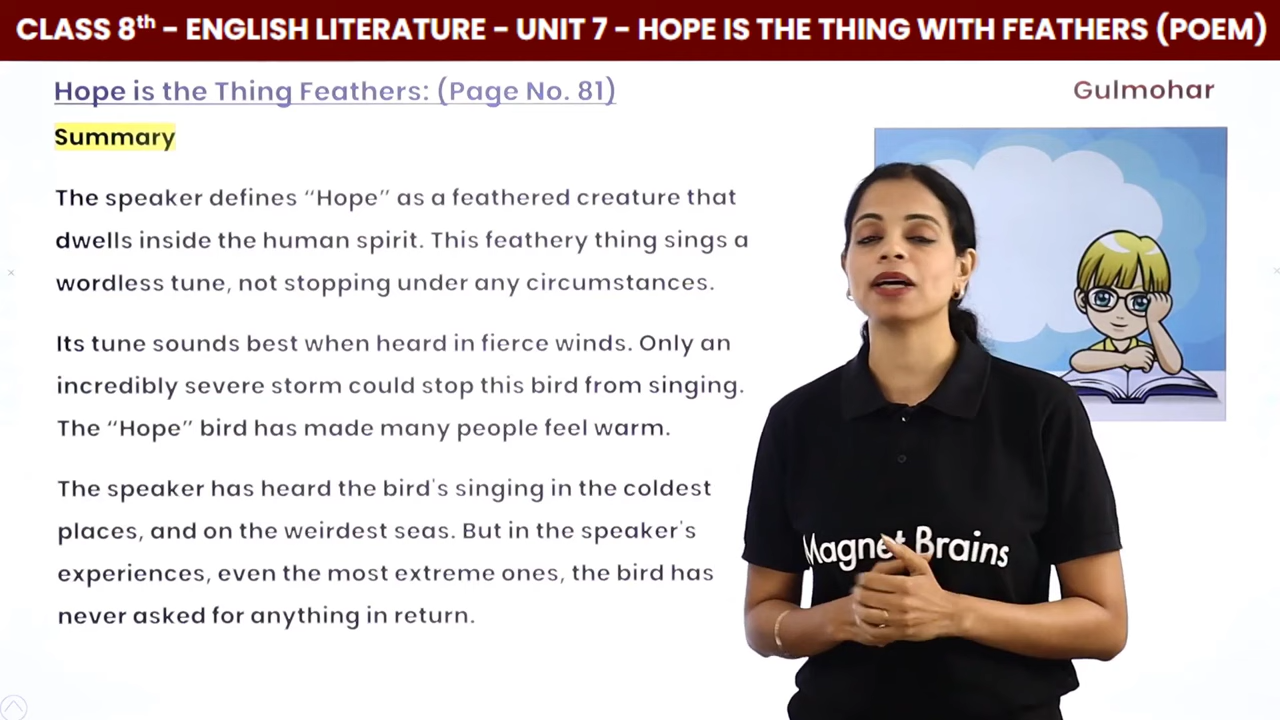 CLASS 8th - ENGLISH LITERATURE - UNIT 7 - HOPE IS THE THING WITH FEATHERS (POEM)
Hope is the Thing Feathers: (Page No. 81)
Gulmohar
Summary
The speaker defines “Hope” as a feathered creature that
dwells inside the human spirit. This feathery thing sings a
wordless tune, not stopping under any circumstances.
Its tune sounds best when heard in fierce winds. Only an
incredibly severe storm could stop this bird from singing.
The “Hope” bird has made many people feel warm.
The speaker has heard the bird's singing in the coldest
places, and on the weirdest seas. But in the speaker's
experiences, even the most extreme ones, the bird has
never asked for anything in return.
Magnet Brains